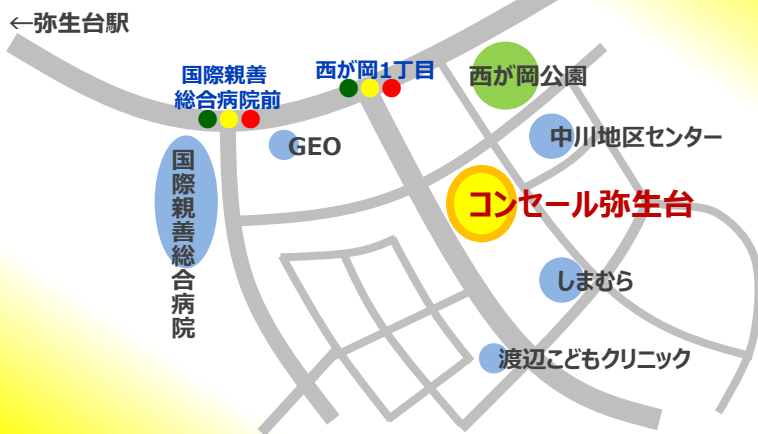 ←弥生台駅
国際親善
総合病院前
西が岡1丁目
西が岡公園
GEO
中川地区センター
国際親善総合病院
コンセール弥生台
しまむら
渡辺こどもクリニック